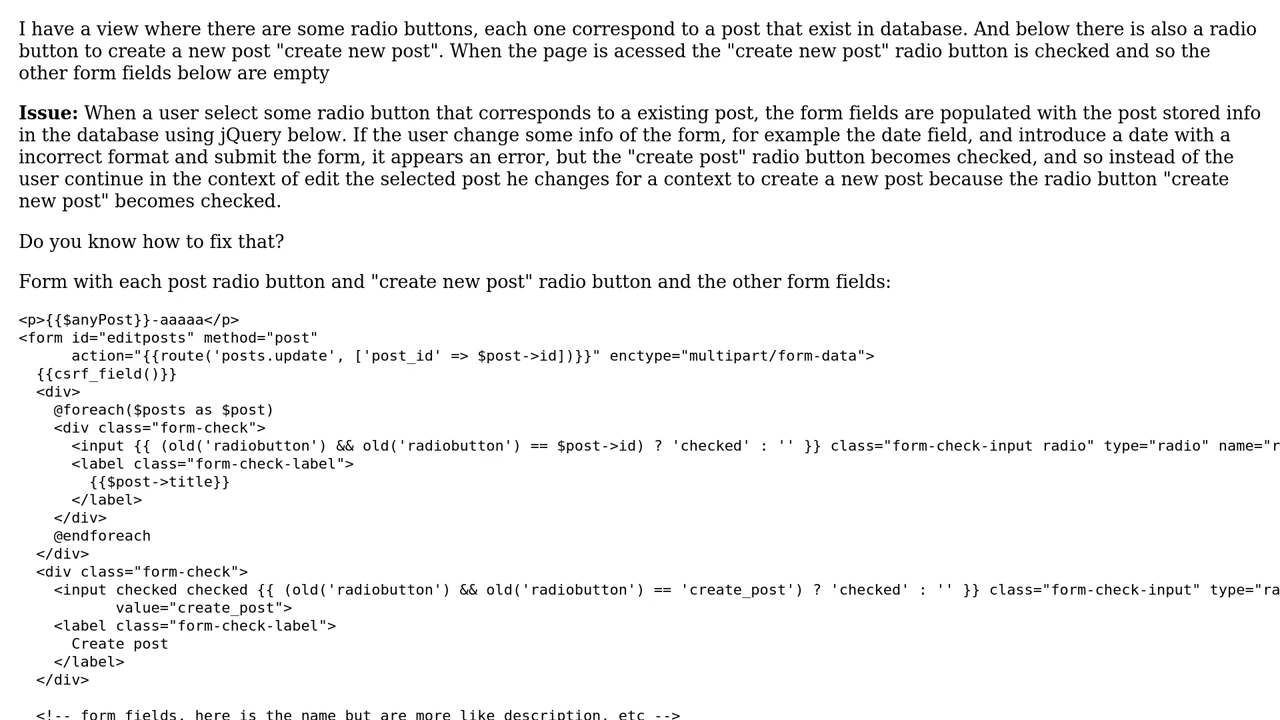 I have a view where there are some radio buttons, each one correspond to a post that exist in database. And below there is also a radio
button to create a new post "create new post". When the page is acessed the "create new post" radio button is checked and so the
other form fields below are empty
Issue: When a user select some radio button that corresponds to a existing post, the form fields are populated with the post stored info
in the database using jQuery below. If the user change some info of the form, for example the date field, and introduce a date with a
incorrect format and submit the form, it appears an error, but the "create post" radio button becomes checked, and so instead of the
user continue in the context of edit the selected post he changes for a context to create a new post because the radio button "create
new post" becomes checked.
Do you know how to fix that?
Form with each post radio button and "create new post" radio button and the other form fields:
<p>{{$anyPost}}-aaaaa</p>
<form id="editposts" method="post"
      action="{{route('posts.update', ['post_id' => $post->id])}}" enctype="multipart/form-data">
  {{csrf_field()}}
  <div>
    @foreach($posts as $post)
    <div class="form-check">
      <input {{ (old('radiobutton') && old('radiobutton') == $post->id) ? 'checked' : '' }} class="form-check-input radio" type="radio" name="r
      <label class="form-check-label">
        {{$post->title}}
      </label>
    </div>
    @endforeach
  </div>
  <div class="form-check">
    <input checked checked {{ (old('radiobutton') && old('radiobutton') == 'create_post') ? 'checked' : '' }} class="form-check-input" type="ra
           value="create_post">
    <label class="form-check-label">
      Create post
    </label>
  </div>
  <!-- form fields, here is the name but are more like description, etc -->